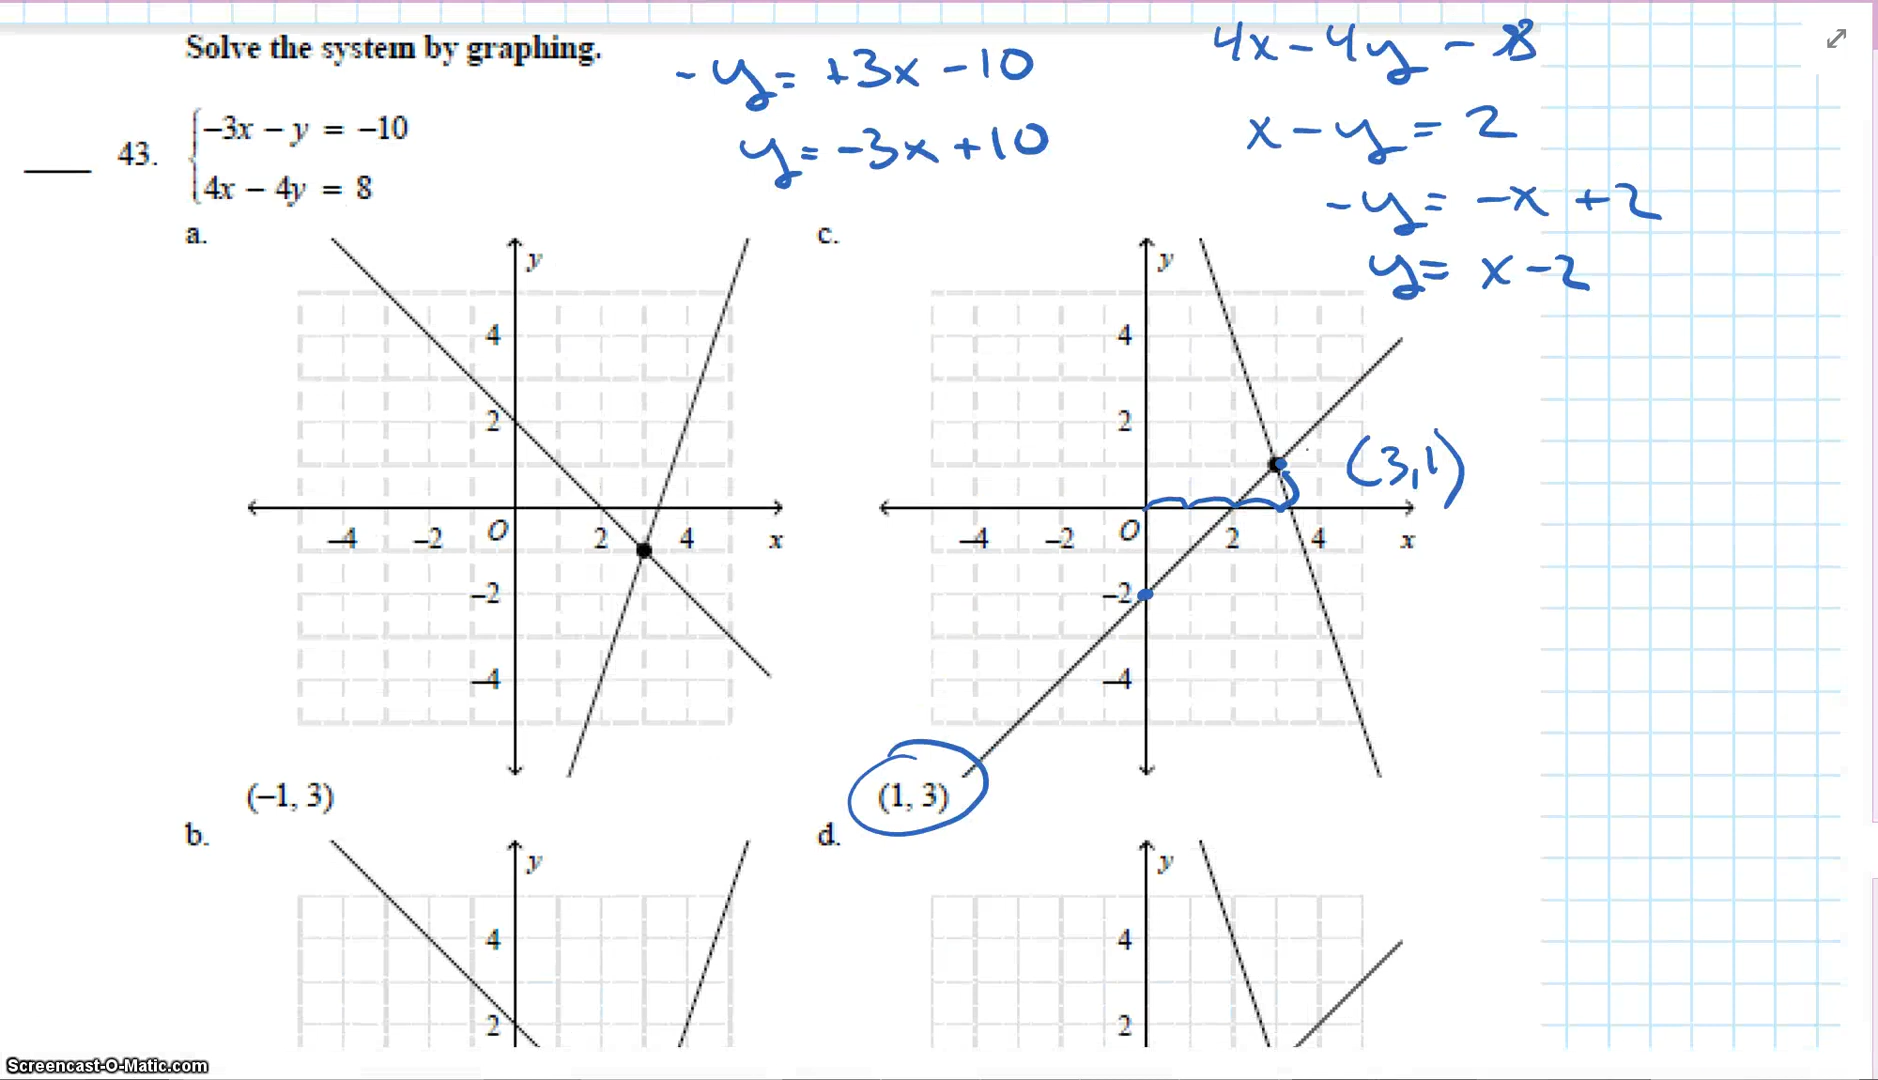 Solve the system by graphing.
43.
−3x − y = −10
4x − 4y = 8
-y = +3x - 10
y = -3x + 10
4x - 4y - 8
x - y = 2
-y = -x + 2
y = x - 2
a.
y
4
2
−4 −2 O 2 4 x
−2
−4
(−1, 3)
c.
y
4
2
(3,1)
−4 −2 O 2 4 x
−2
−4
(1, 3)
b.
y
4
2
d.
y
4
2
Screencast-O-Matic.com